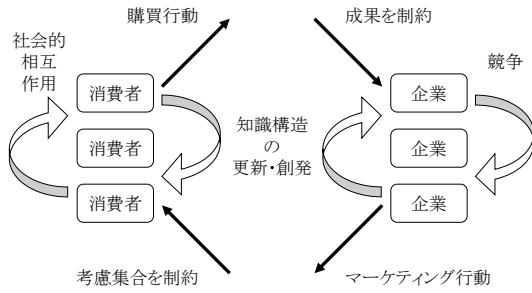 購買行動
成果を制約
社会的
相互
作用
競争
消費者
企業
消費者
知識構造
の
更新・創発
企業
消費者
企業
考慮集合を制約
マーケティング行動